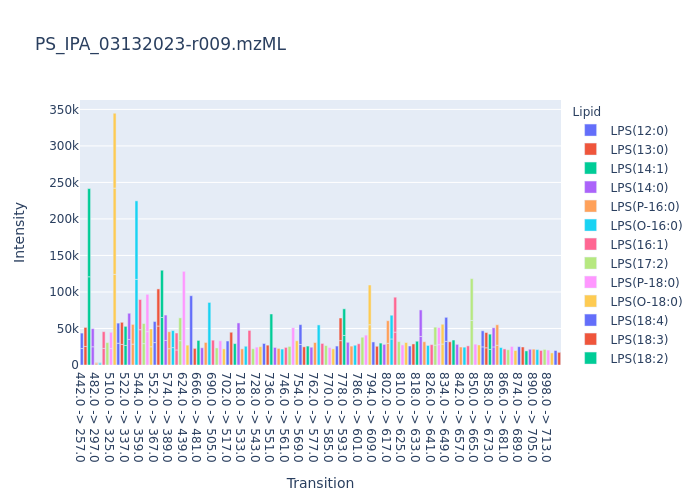 PS_IPA_03132023-r009.mzML
Lipid
350k
300k
250k
200k
150k
100k
50k
0
Intensity
LPS(12:0)
LPS(13:0)
LPS(14:1)
LPS(14:0)
LPS(P-16:0)
LPS(O-16:0)
LPS(16:1)
LPS(17:2)
LPS(P-18:0)
LPS(O-18:0)
LPS(18:4)
LPS(18:3)
LPS(18:2)
442.0 -> 257.0
482.0 -> 297.0
510.0 -> 325.0
522.0 -> 337.0
544.0 -> 359.0
552.0 -> 367.0
574.0 -> 389.0
624.0 -> 439.0
666.0 -> 481.0
690.0 -> 505.0
702.0 -> 517.0
718.0 -> 533.0
728.0 -> 543.0
736.0 -> 551.0
746.0 -> 561.0
754.0 -> 569.0
762.0 -> 577.0
770.0 -> 585.0
778.0 -> 593.0
786.0 -> 601.0
794.0 -> 609.0
802.0 -> 617.0
810.0 -> 625.0
818.0 -> 633.0
826.0 -> 641.0
834.0 -> 649.0
842.0 -> 657.0
850.0 -> 665.0
858.0 -> 673.0
866.0 -> 681.0
874.0 -> 689.0
890.0 -> 705.0
898.0 -> 713.0
Transition